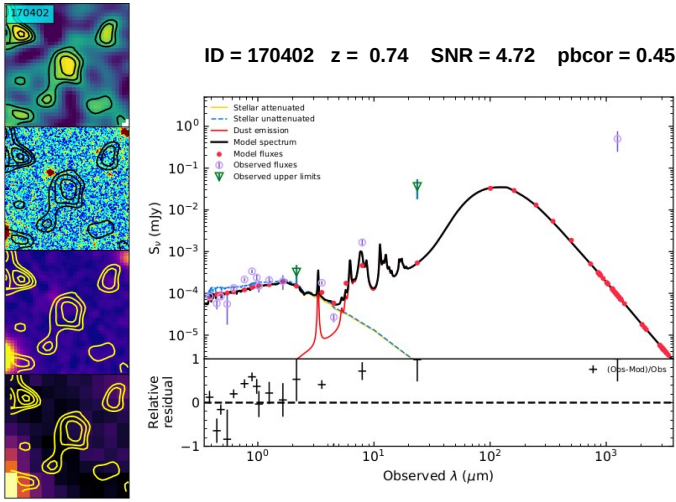 170402
ID = 170402 z = 0.74 SNR = 4.72 pbcor = 0.45
Stellar attenuated
Stellar unattenuated
Dust emission
Model spectrum
Model fluxes
Observed fluxes
Observed upper limits
S_ν (mJy)
10⁰
10⁻¹
10⁻²
10⁻³
10⁻⁴
10⁻⁵
(Obs-Mod)/Obs
Relative
residual
1
0
−1
10⁰ 10¹ 10² 10³
Observed λ (μm)